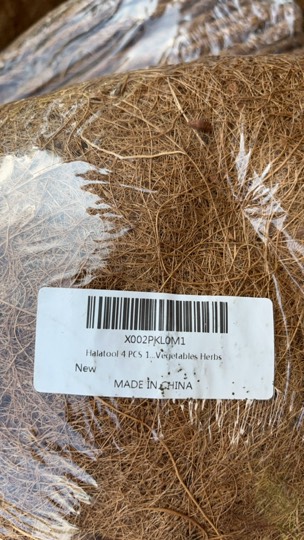 X002PKL0M1
Halatool 4 PCS 1...Vegetables Herbs
New
MADE IN CHINA